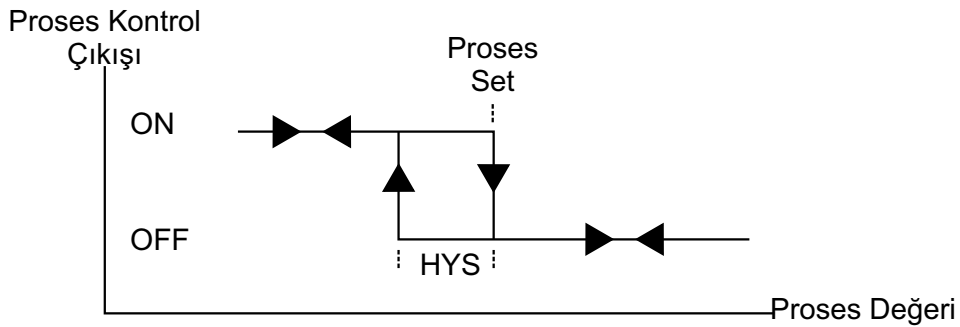 Proses Kontrol
Çıkışı
Proses
Set
ON
OFF
HYS
Proses Değeri